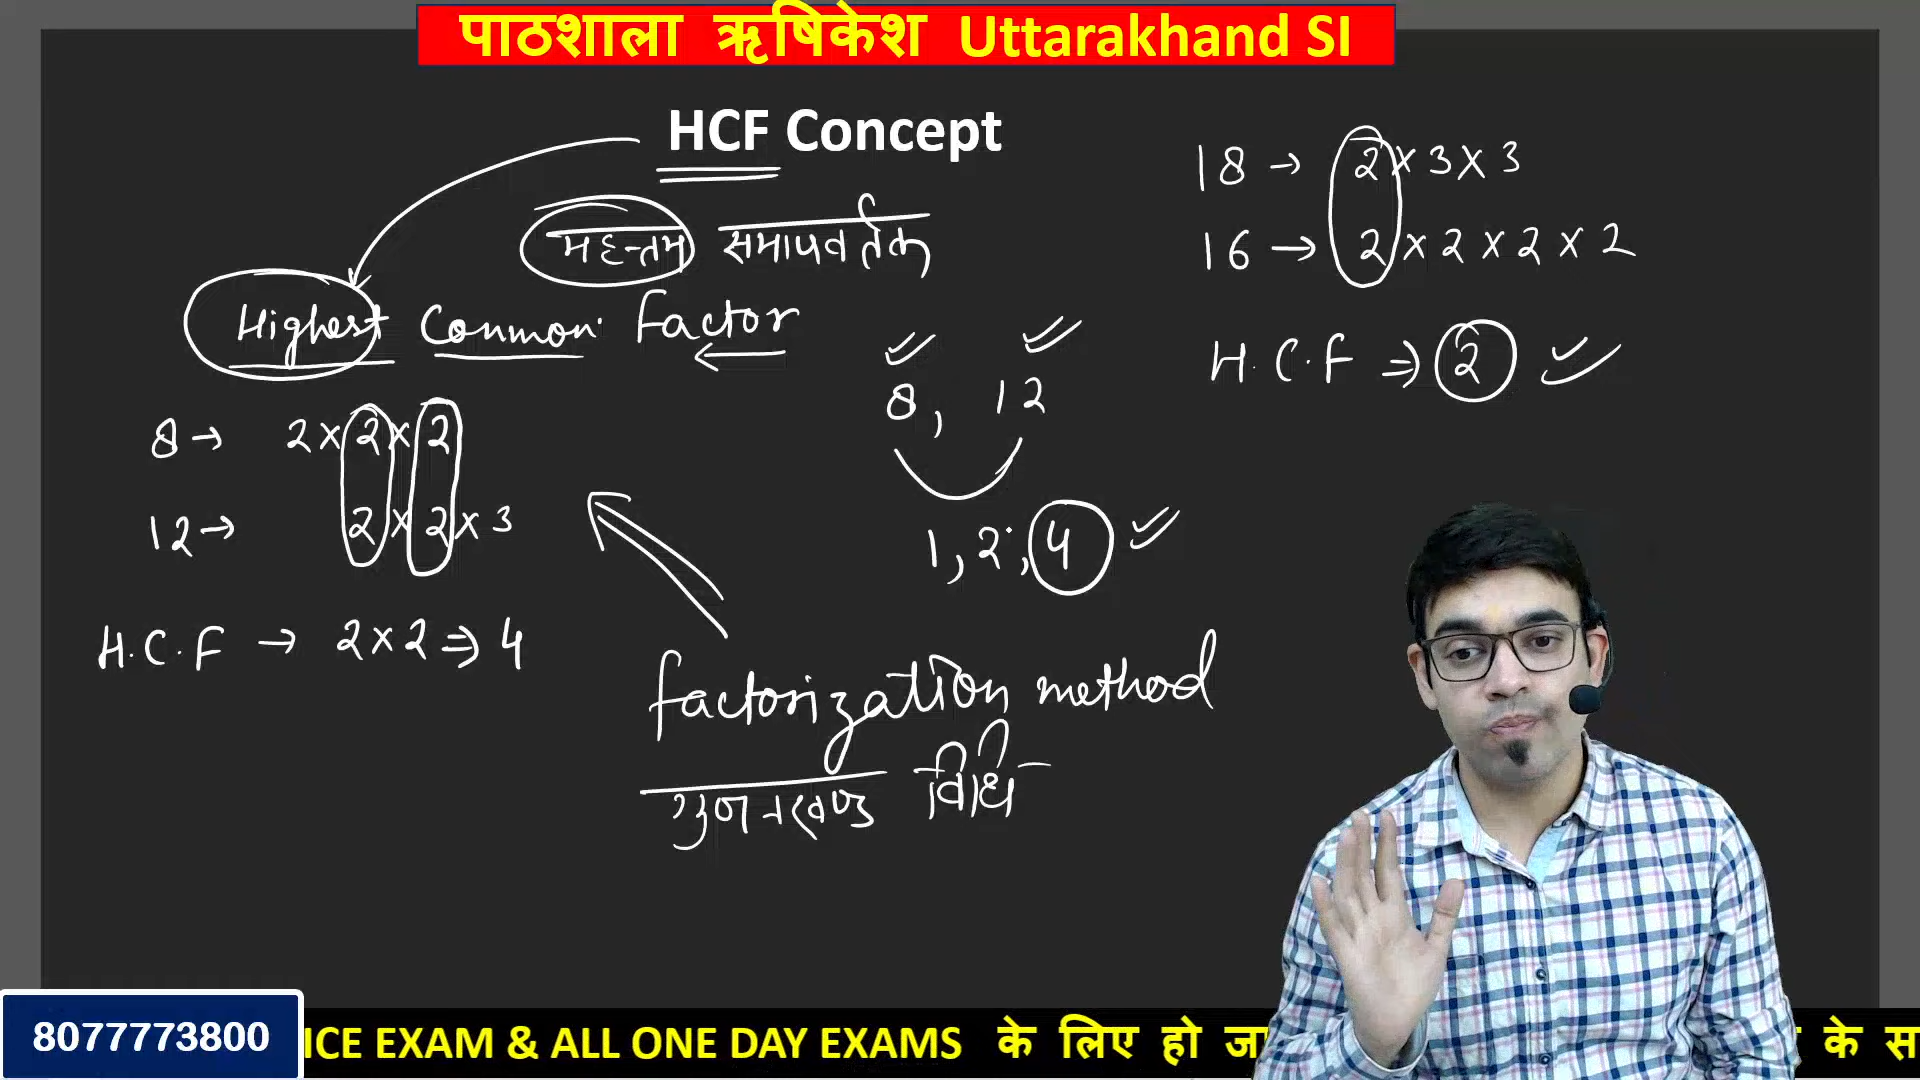 पाठशाला ऋषिकेश Uttarakhand SI
HCF Concept
महत्तम समापवर्तक
Highest Common Factor
8 → 2 × 2 × 2
12 → 2 × 2 × 3
H.C.F → 2 × 2 ⇒ 4
8, 12
1, 2, 4
factorization method
गुणनखण्ड विधि
18 → 2 × 3 × 3
16 → 2 × 2 × 2 × 2
H.C.F ⇒ 2
8077773800
ICE EXAM & ALL ONE DAY EXAMS के लिए हो जा
के स